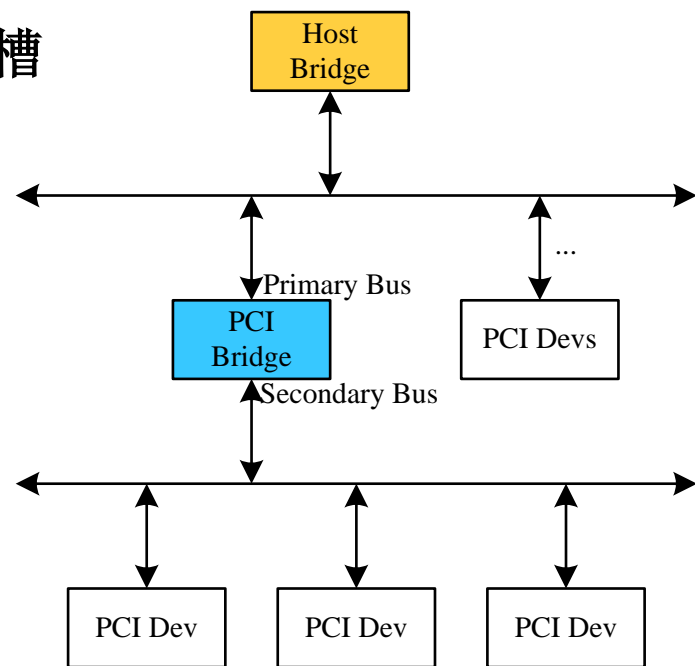 槽
Host
Bridge
...
Primary Bus
PCI
Bridge
PCI Devs
Secondary Bus
PCI Dev
PCI Dev
PCI Dev